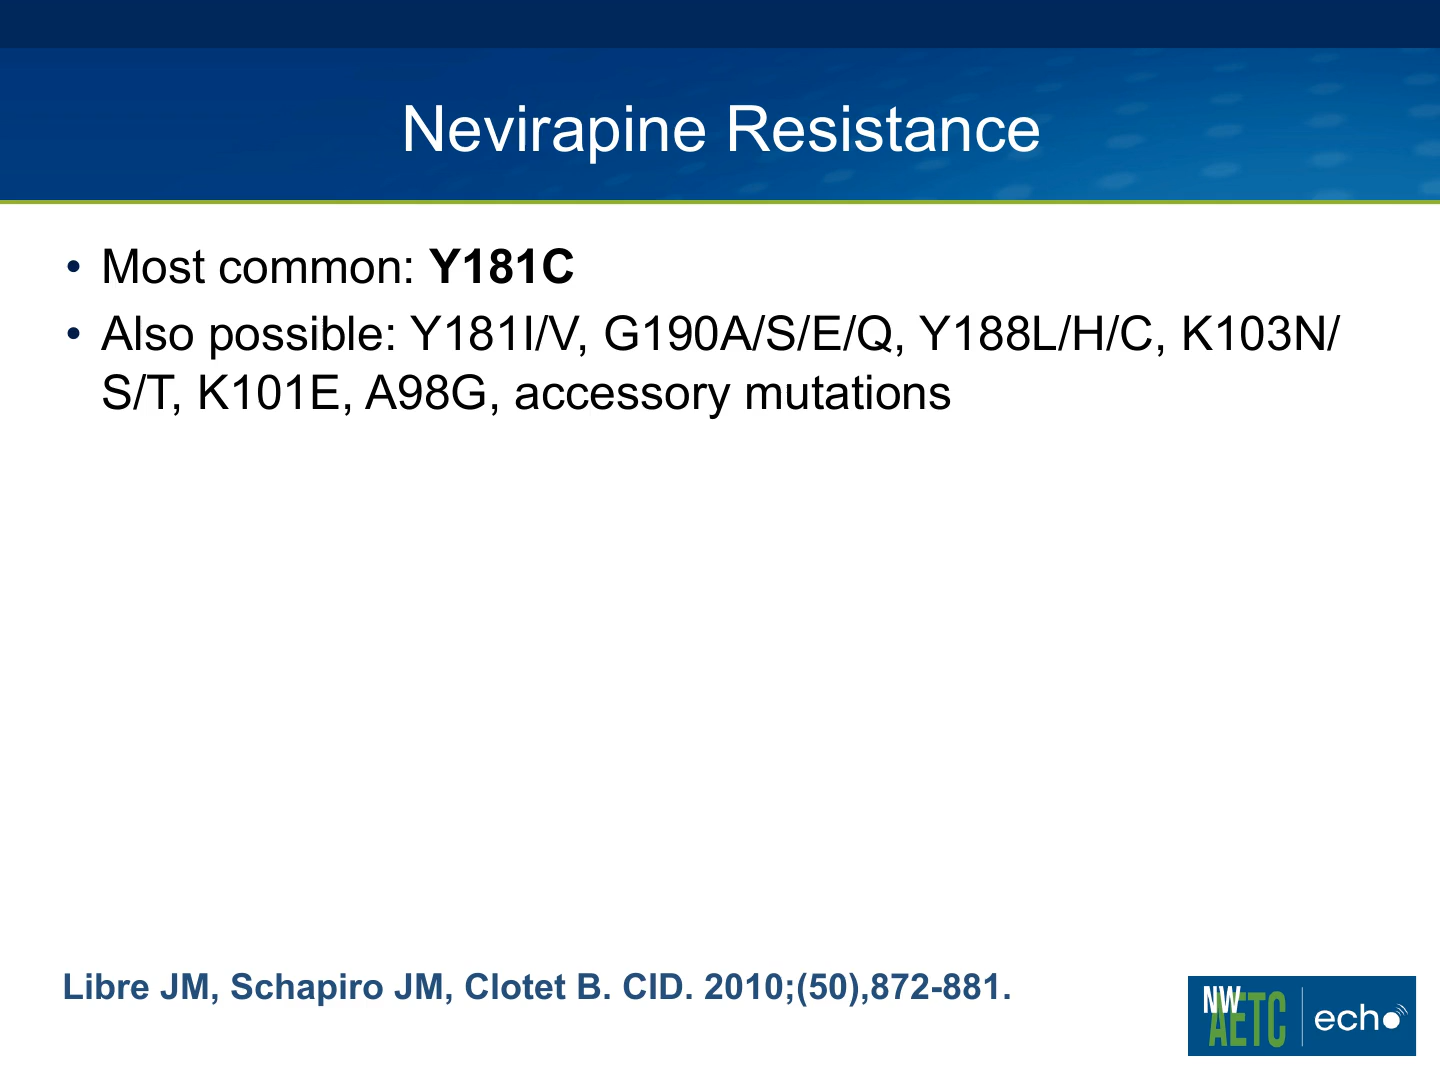 Nevirapine Resistance
• Most common: Y181C
• Also possible: Y181I/V, G190A/S/E/Q, Y188L/H/C, K103N/
S/T, K101E, A98G, accessory mutations
Libre JM, Schapiro JM, Clotet B. CID. 2010;(50),872-881.
NW
AETC
echo